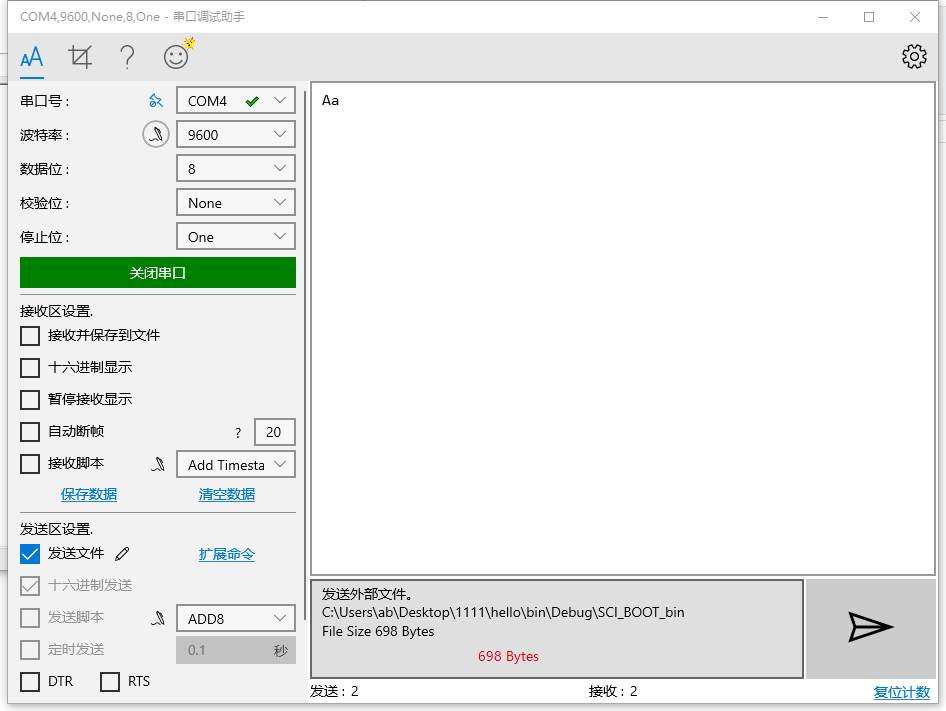 COM4,9600,None,8,One - 串口调试助手
AA
串口号：
COM4
波特率：
9600
数据位：
8
校验位：
None
停止位：
One
关闭串口
接收区设置.
接收并保存到文件
十六进制显示
暂停接收显示
自动断帧
?
20
接收脚本
Add Timesta
保存数据
清空数据
发送区设置.
发送文件
扩展命令
十六进制发送
发送脚本
ADD8
定时发送
0.1
秒
DTR
RTS
Aa
发送外部文件。
C:\Users\ab\Desktop\1111\hello\bin\Debug\SCI_BOOT_bin
File Size 698 Bytes
698 Bytes
发送：2
接收：2
复位计数